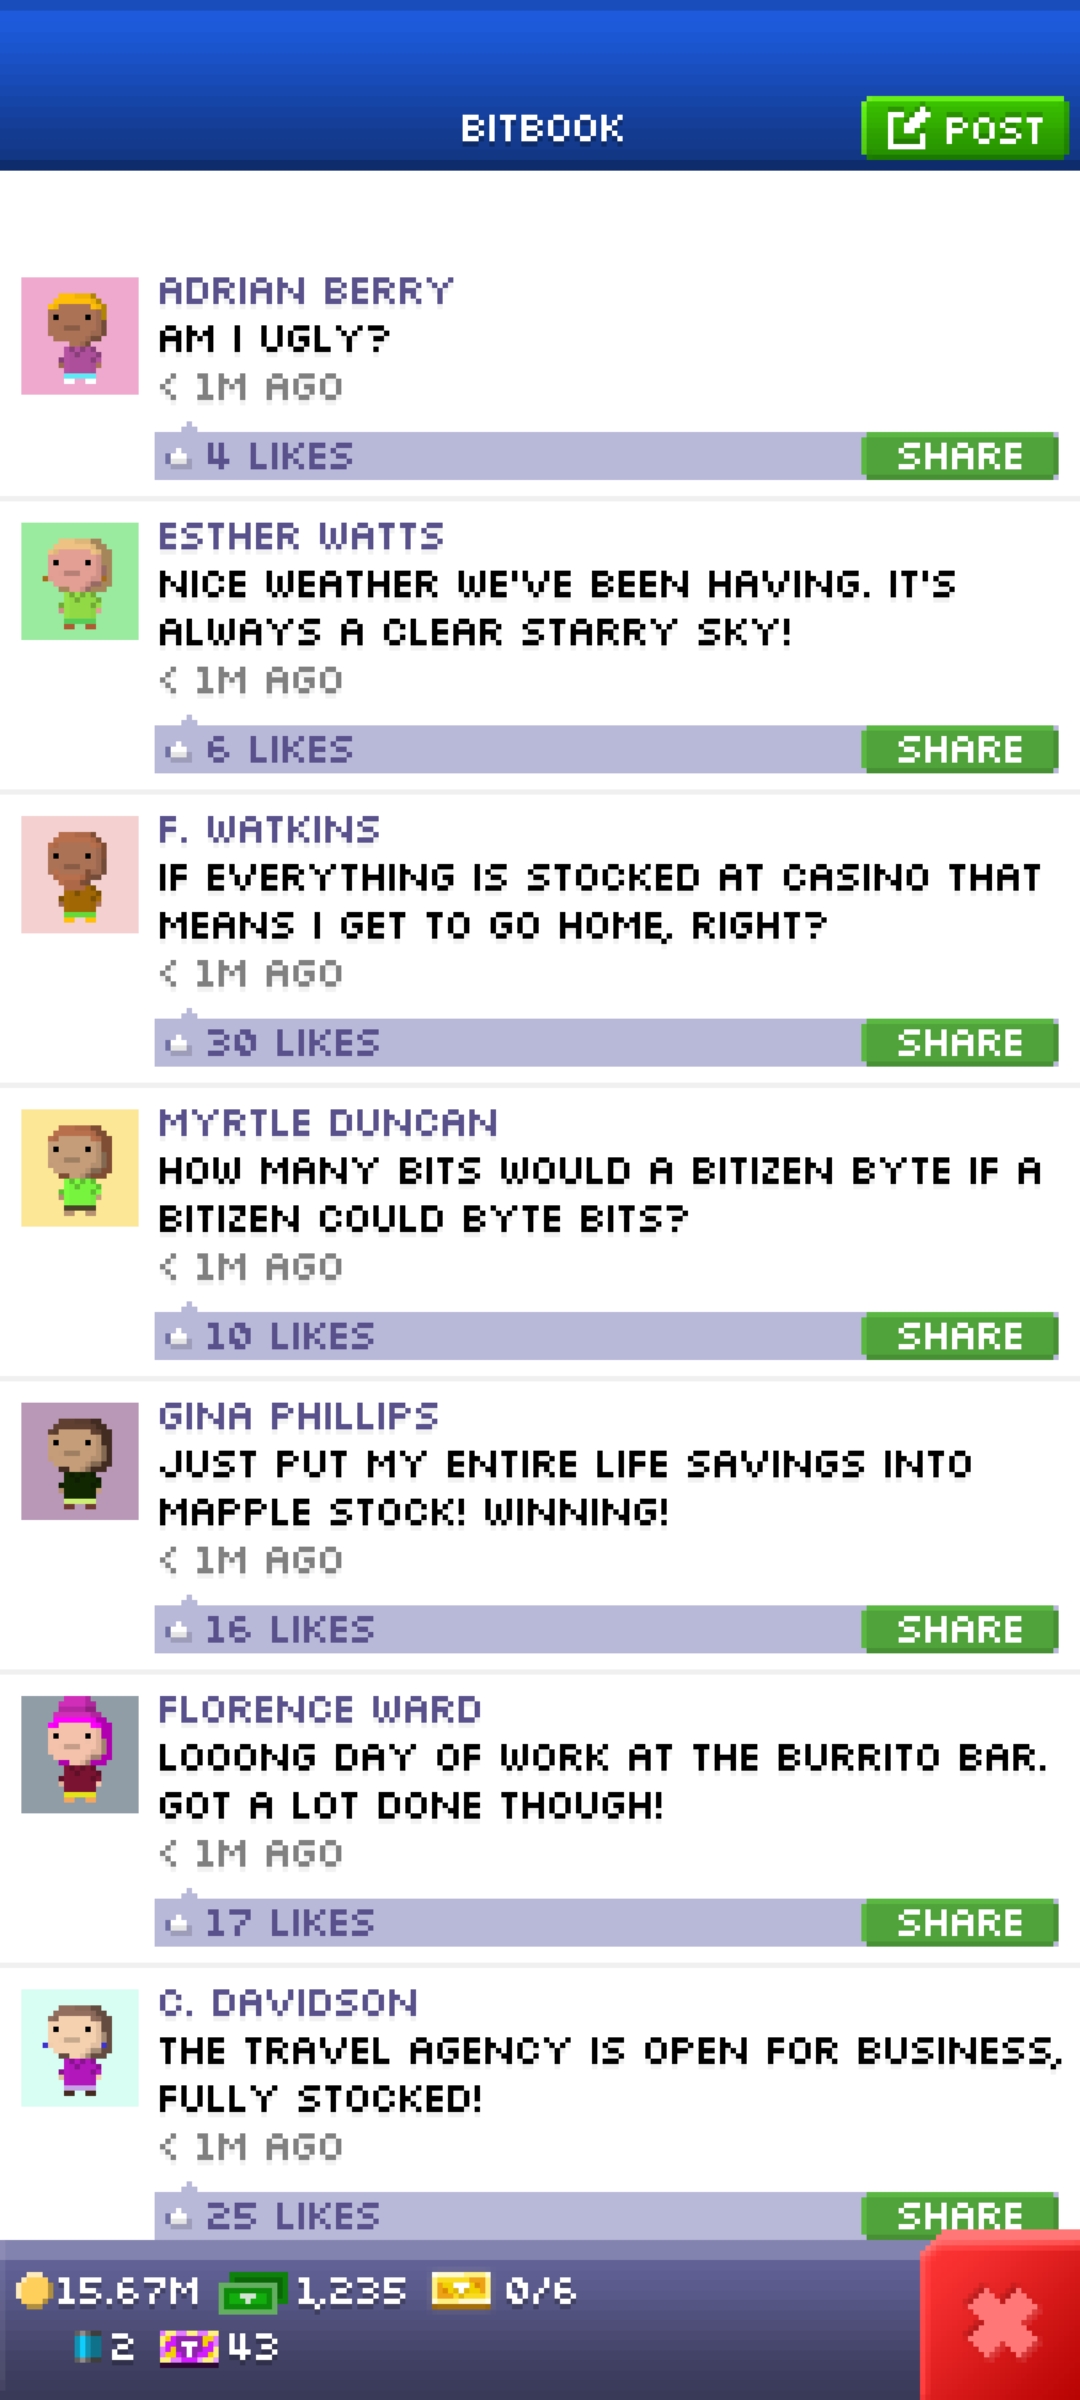 BITBOOK
POST
ADRIAN BERRY
AM I UGLY?
< 1M AGO
4 LIKES
SHARE
ESTHER WATTS
NICE WEATHER WE'VE BEEN HAVING. IT'S
ALWAYS A CLEAR STARRY SKY!
< 1M AGO
6 LIKES
SHARE
F. WATKINS
IF EVERYTHING IS STOCKED AT CASINO THAT
MEANS I GET TO GO HOME, RIGHT?
< 1M AGO
30 LIKES
SHARE
MYRTLE DUNCAN
HOW MANY BITS WOULD A BITIZEN BYTE IF A
BITIZEN COULD BYTE BITS?
< 1M AGO
10 LIKES
SHARE
GINA PHILLIPS
JUST PUT MY ENTIRE LIFE SAVINGS INTO
MAPPLE STOCK! WINNING!
< 1M AGO
16 LIKES
SHARE
FLORENCE WARD
LOOONG DAY OF WORK AT THE BURRITO BAR.
GOT A LOT DONE THOUGH!
< 1M AGO
17 LIKES
SHARE
C. DAVIDSON
THE TRAVEL AGENCY IS OPEN FOR BUSINESS,
FULLY STOCKED!
< 1M AGO
25 LIKES
SHARE
15.67M 1,235 0/6
2 T 43